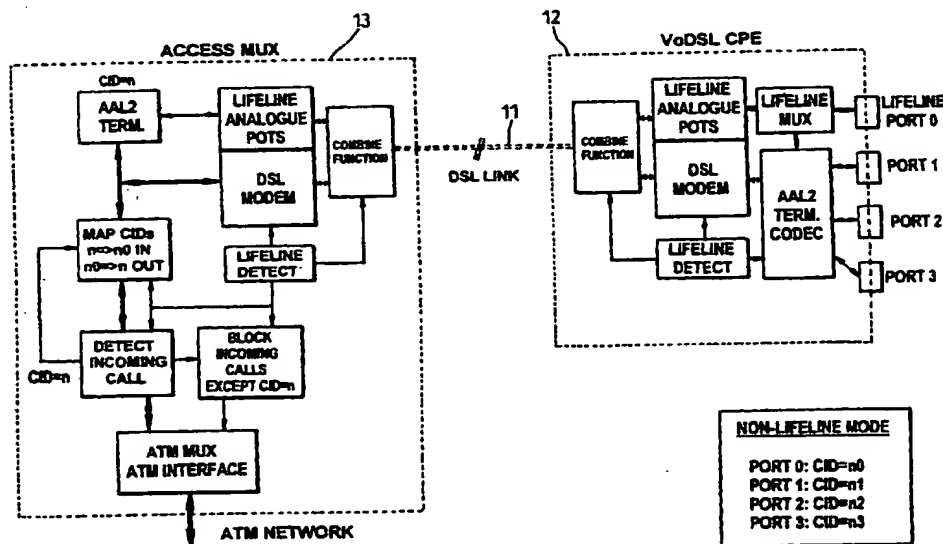 13
ACCESS MUX
CID=n
AAL2
TERM.
LIFELINE
ANALOGUE
POTS
DSL
MODEM
COMBINE
FUNCTION
MAP CIDs
n=>n0 IN
n0=>n OUT
LIFELINE
DETECT
DETECT
INCOMING
CALL
CID=n
BLOCK
INCOMING
CALLS
EXCEPT CID=n
ATM MUX
ATM INTERFACE
ATM NETWORK
11
DSL LINK
12
VoDSL CPE
COMBINE
FUNCTION
LIFELINE
ANALOGUE
POTS
DSL
MODEM
LIFELINE
DETECT
LIFELINE
MUX
AAL2
TERM.
CODEC
LIFELINE
PORT 0
PORT 1
PORT 2
PORT 3
NON-LIFELINE MODE
PORT 0: CID=n0
PORT 1: CID=n1
PORT 2: CID=n2
PORT 3: CID=n3